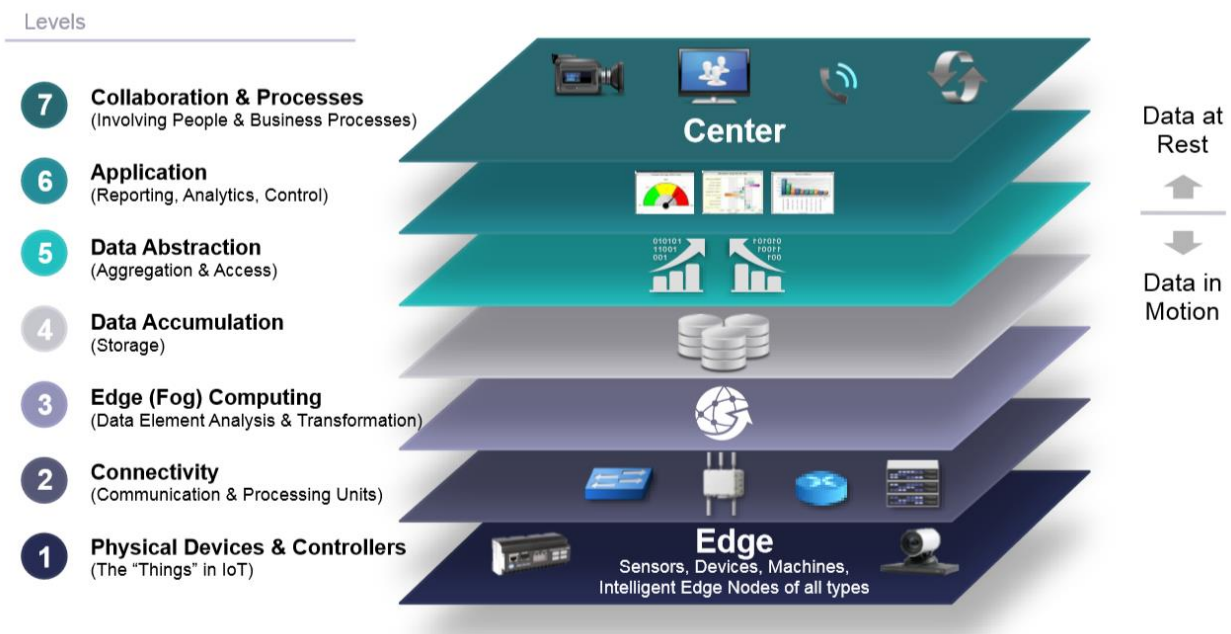 Levels
7
Collaboration & Processes
(Involving People & Business Processes)
6
Application
(Reporting, Analytics, Control)
5
Data Abstraction
(Aggregation & Access)
4
Data Accumulation
(Storage)
3
Edge (Fog) Computing
(Data Element Analysis & Transformation)
2
Connectivity
(Communication & Processing Units)
1
Physical Devices & Controllers
(The “Things” in IoT)
Center
010101
11001
001
Edge
Sensors, Devices, Machines,
Intelligent Edge Nodes of all types
Data at
Rest
Data in
Motion